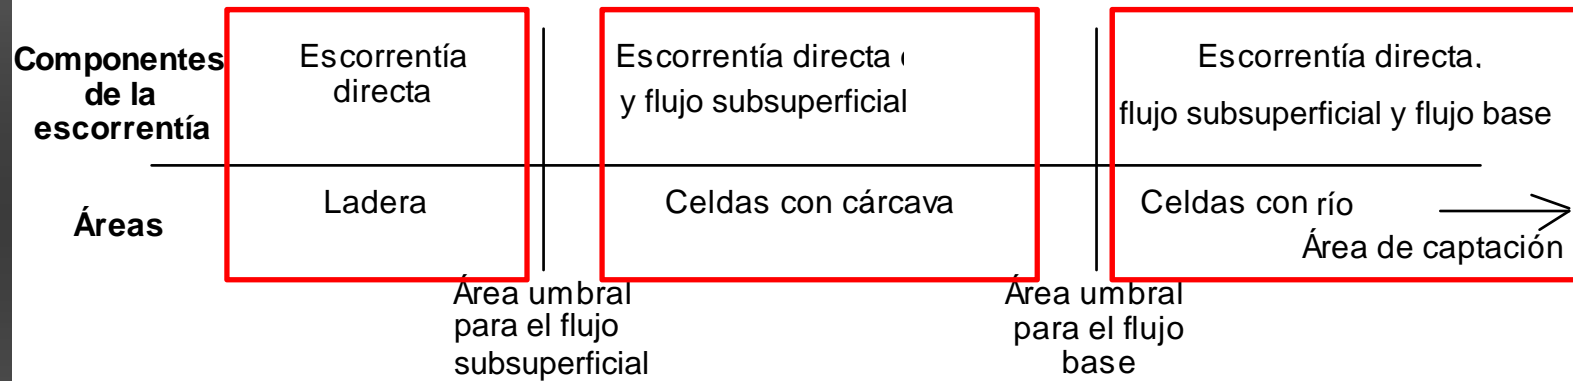 Componentes
de la
escorrentía
Escorrentía
directa
Escorrentía directa
y flujo subsuperficial
Escorrentía directa.
flujo subsuperficial y flujo base
Áreas
Ladera
Celdas con cárcava
Celdas con río
Área de captación
Área umbral
para el flujo
subsuperficial
Área umbral
para el flujo
base